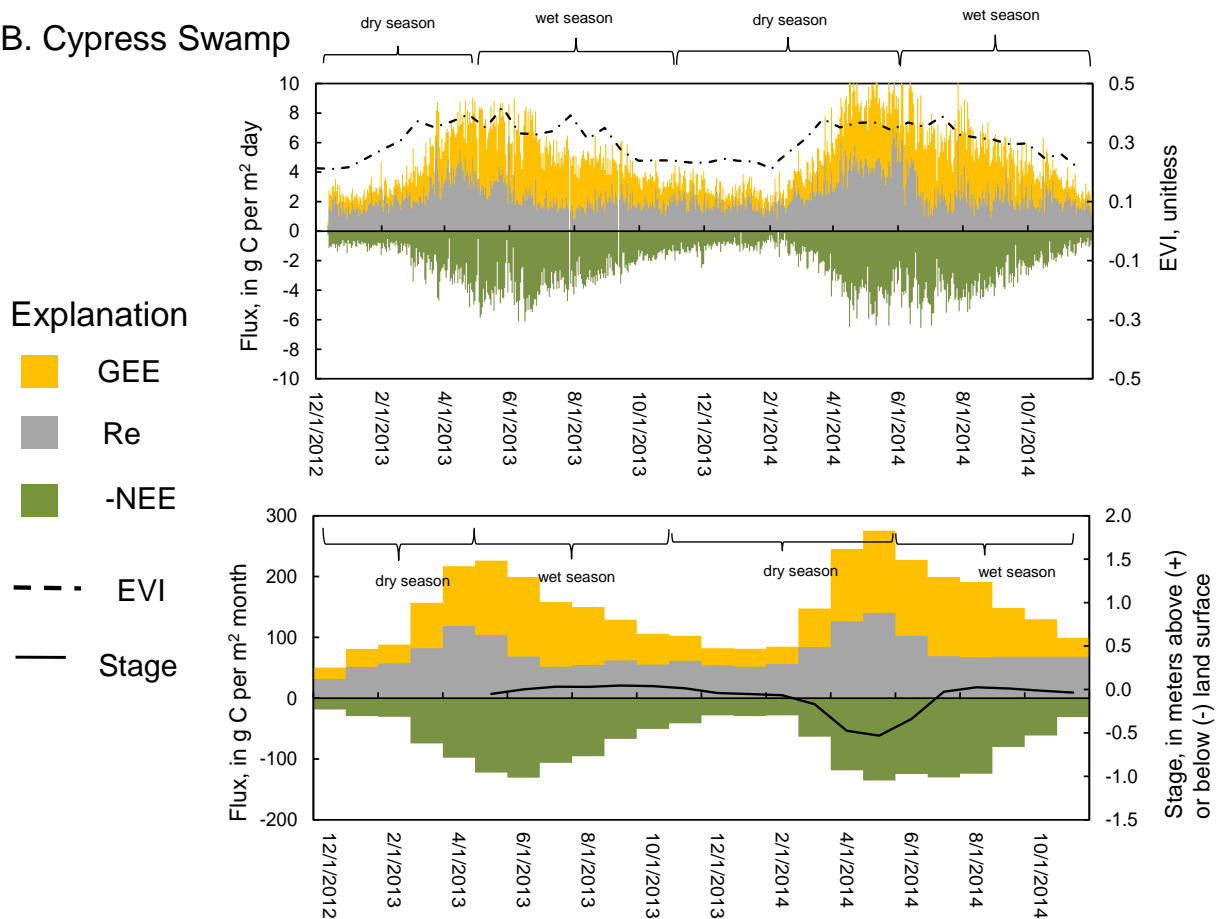 B. Cypress Swamp
dry season
wet season
dry season
wet season
Flux, in g C per m2 day
10
8
6
4
2
0
-2
-4
-6
-8
-10
0.5
0.3
0.1
-0.1
-0.3
-0.5
EVI, unitless
12/1/2012
2/1/2013
4/1/2013
6/1/2013
8/1/2013
10/1/2013
12/1/2013
2/1/2014
4/1/2014
6/1/2014
8/1/2014
10/1/2014
Explanation
GEE
Re
-NEE
EVI
Stage
Flux, in g C per m2 month
300
200
100
0
-100
-200
dry season
wet season
dry season
wet season
2.0
1.5
1.0
0.5
0.0
-0.5
-1.0
-1.5
Stage, in meters above (+)
or below (-) land surface
12/1/2012
2/1/2013
4/1/2013
6/1/2013
8/1/2013
10/1/2013
12/1/2013
2/1/2014
4/1/2014
6/1/2014
8/1/2014
10/1/2014